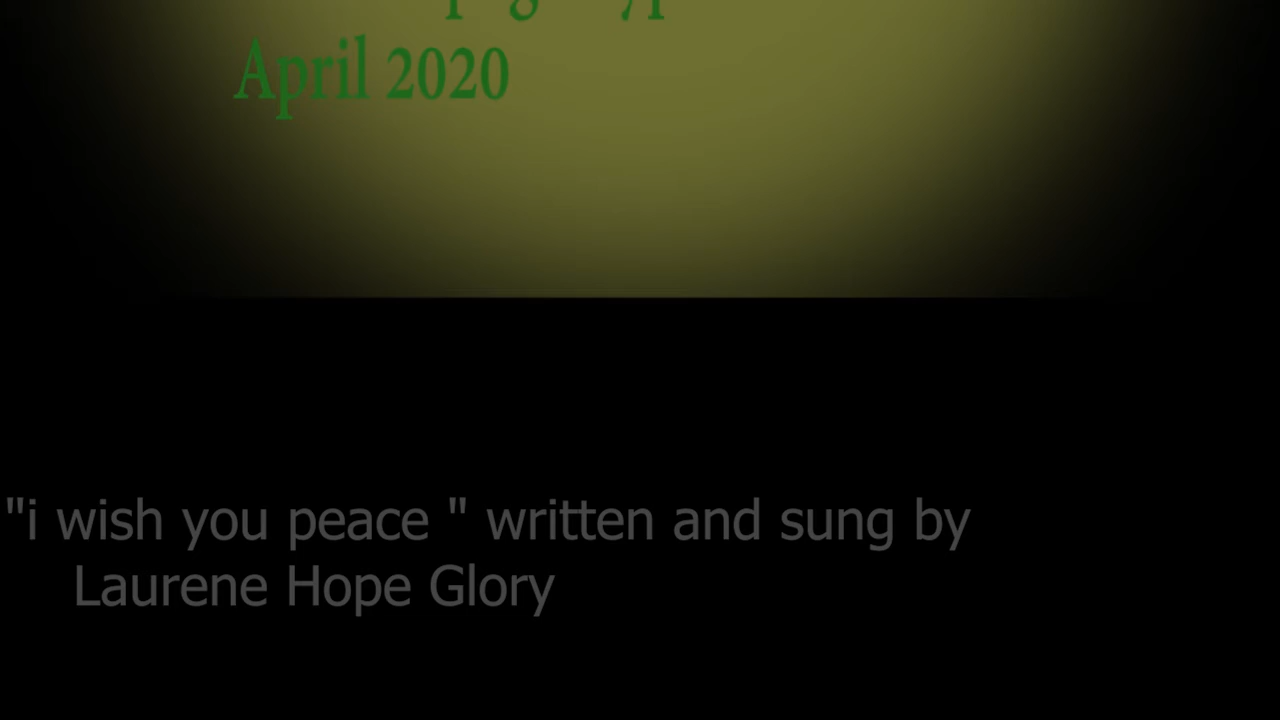 April 2020
"i wish you peace " written and sung by
Laurene Hope Glory